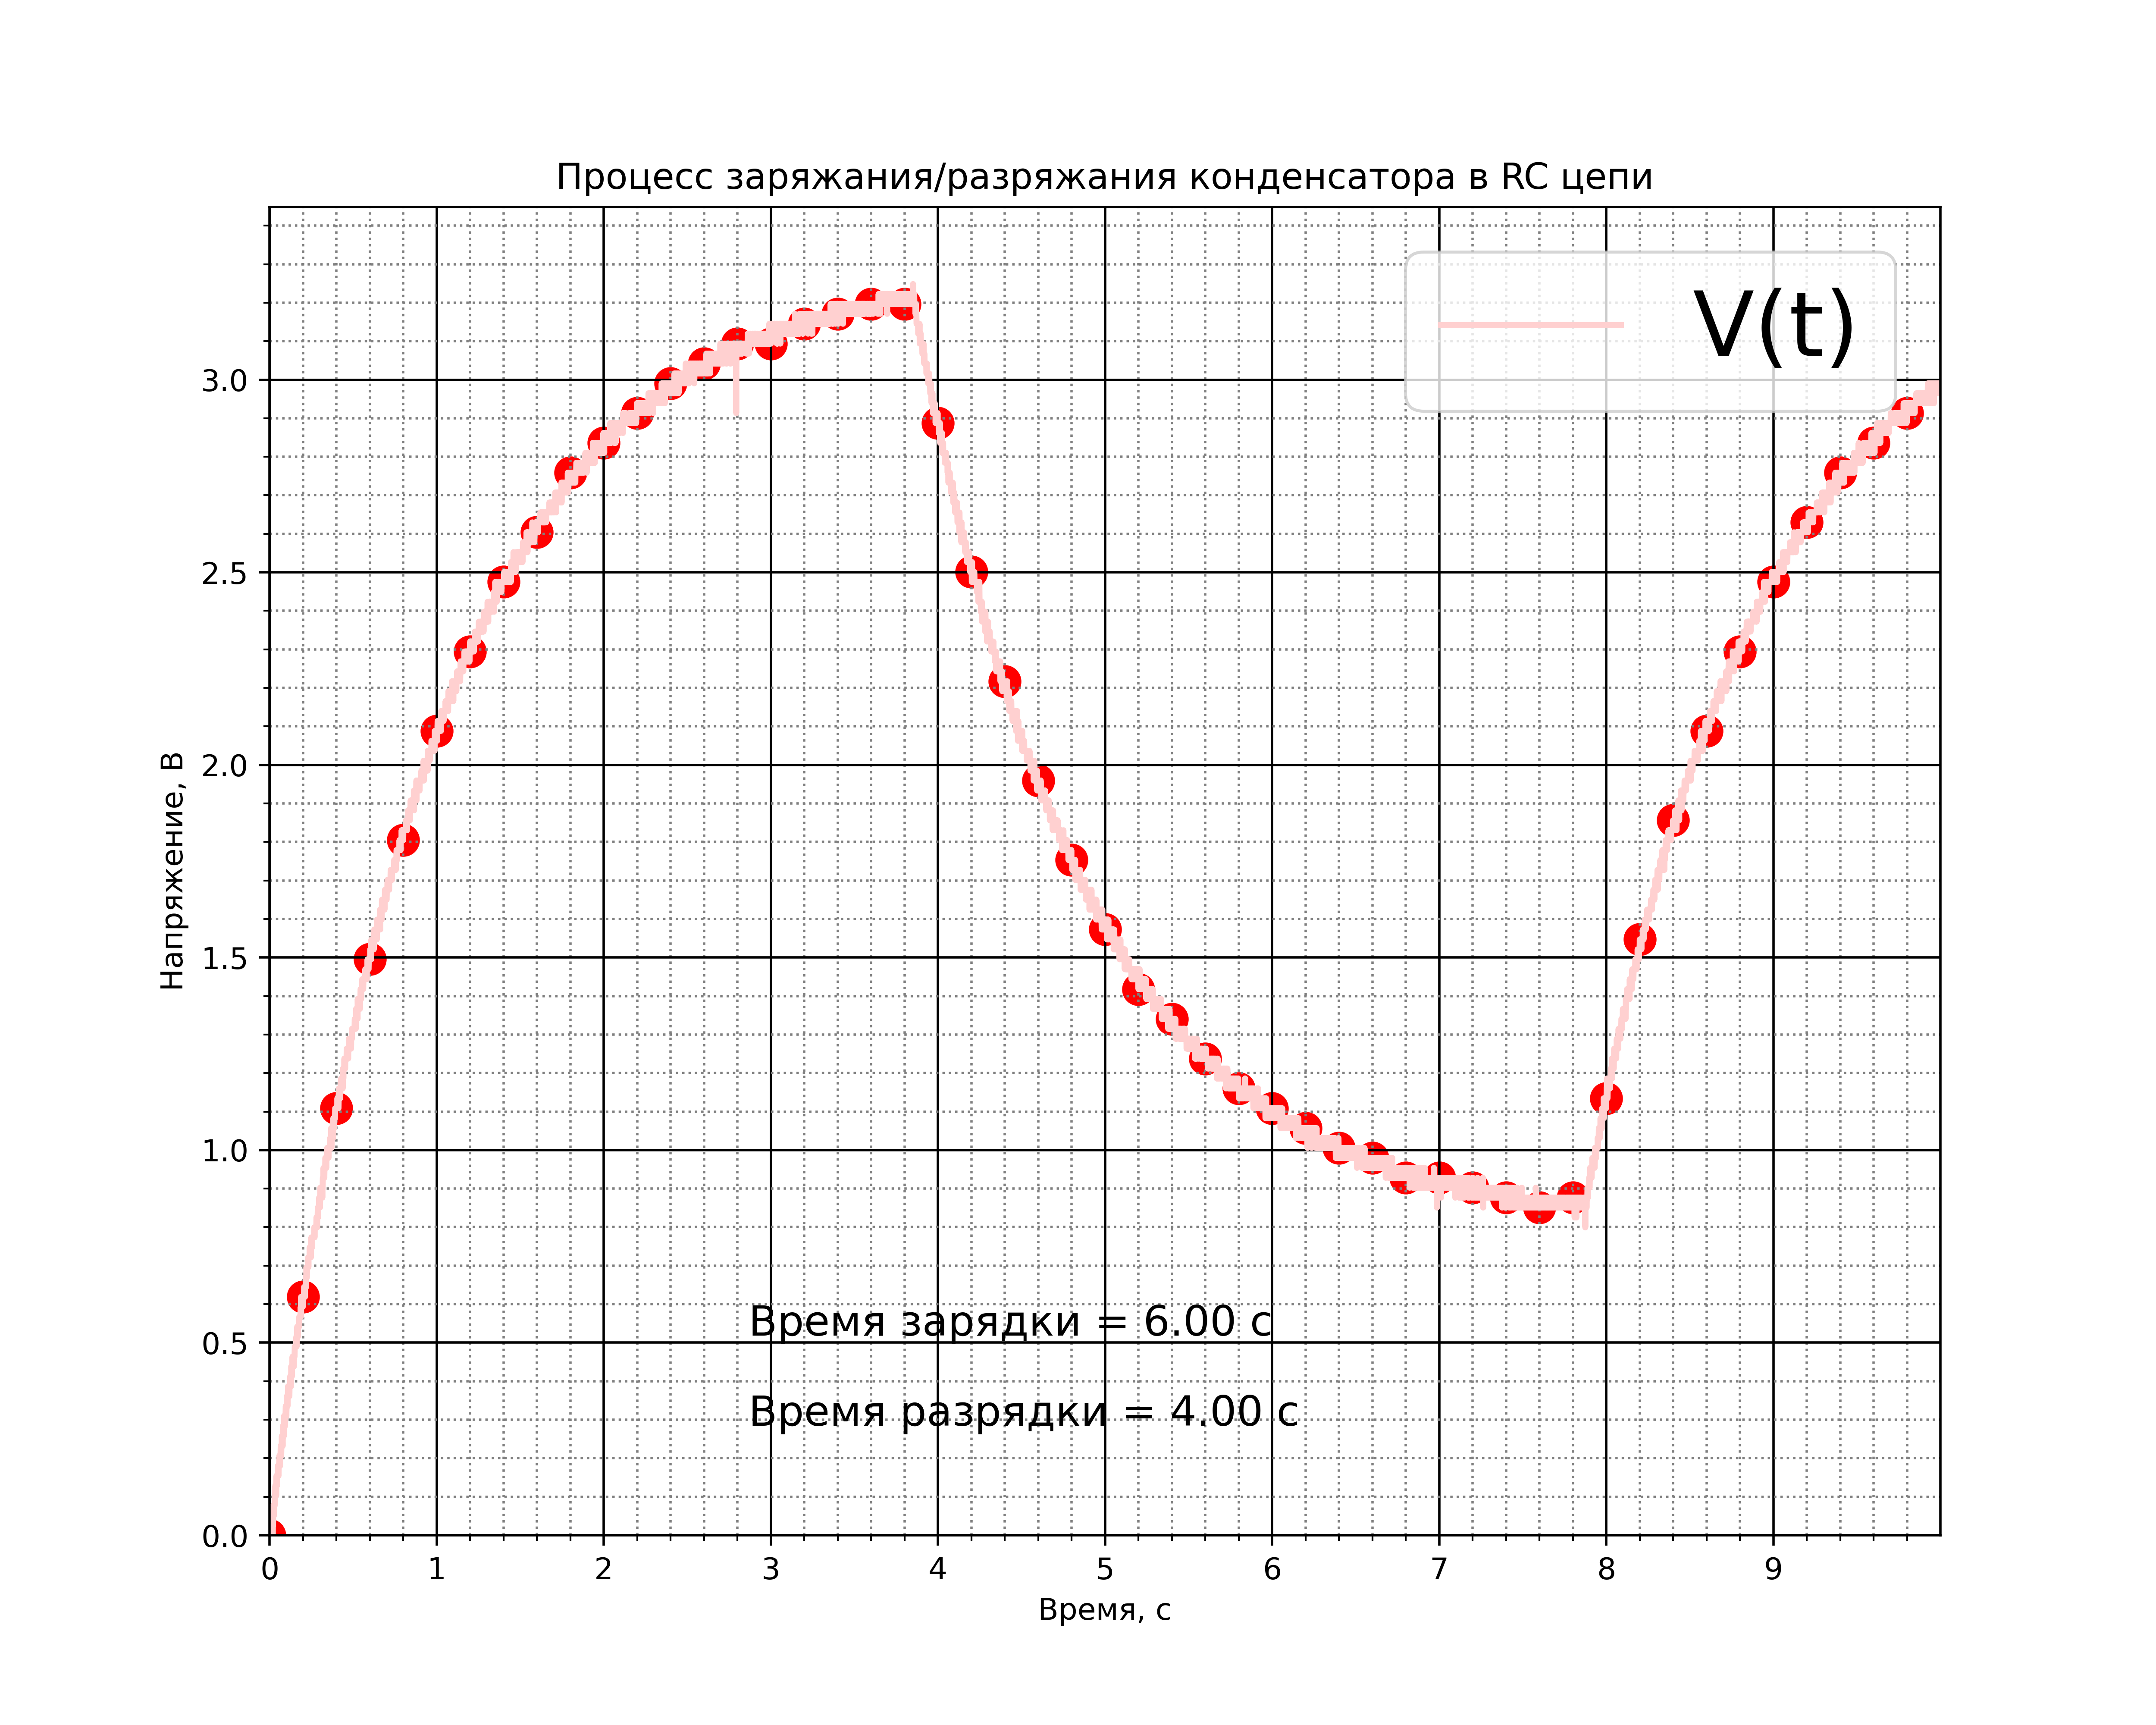 Процесс заряжания/разряжания конденсатора в RC цепи
V(t)
Напряжение, В
3.0
2.5
2.0
1.5
1.0
0.5
0.0
Время зарядки = 6.00 с
Время разрядки = 4.00 с
0 1 2 3 4 5 6 7 8 9
Время, с